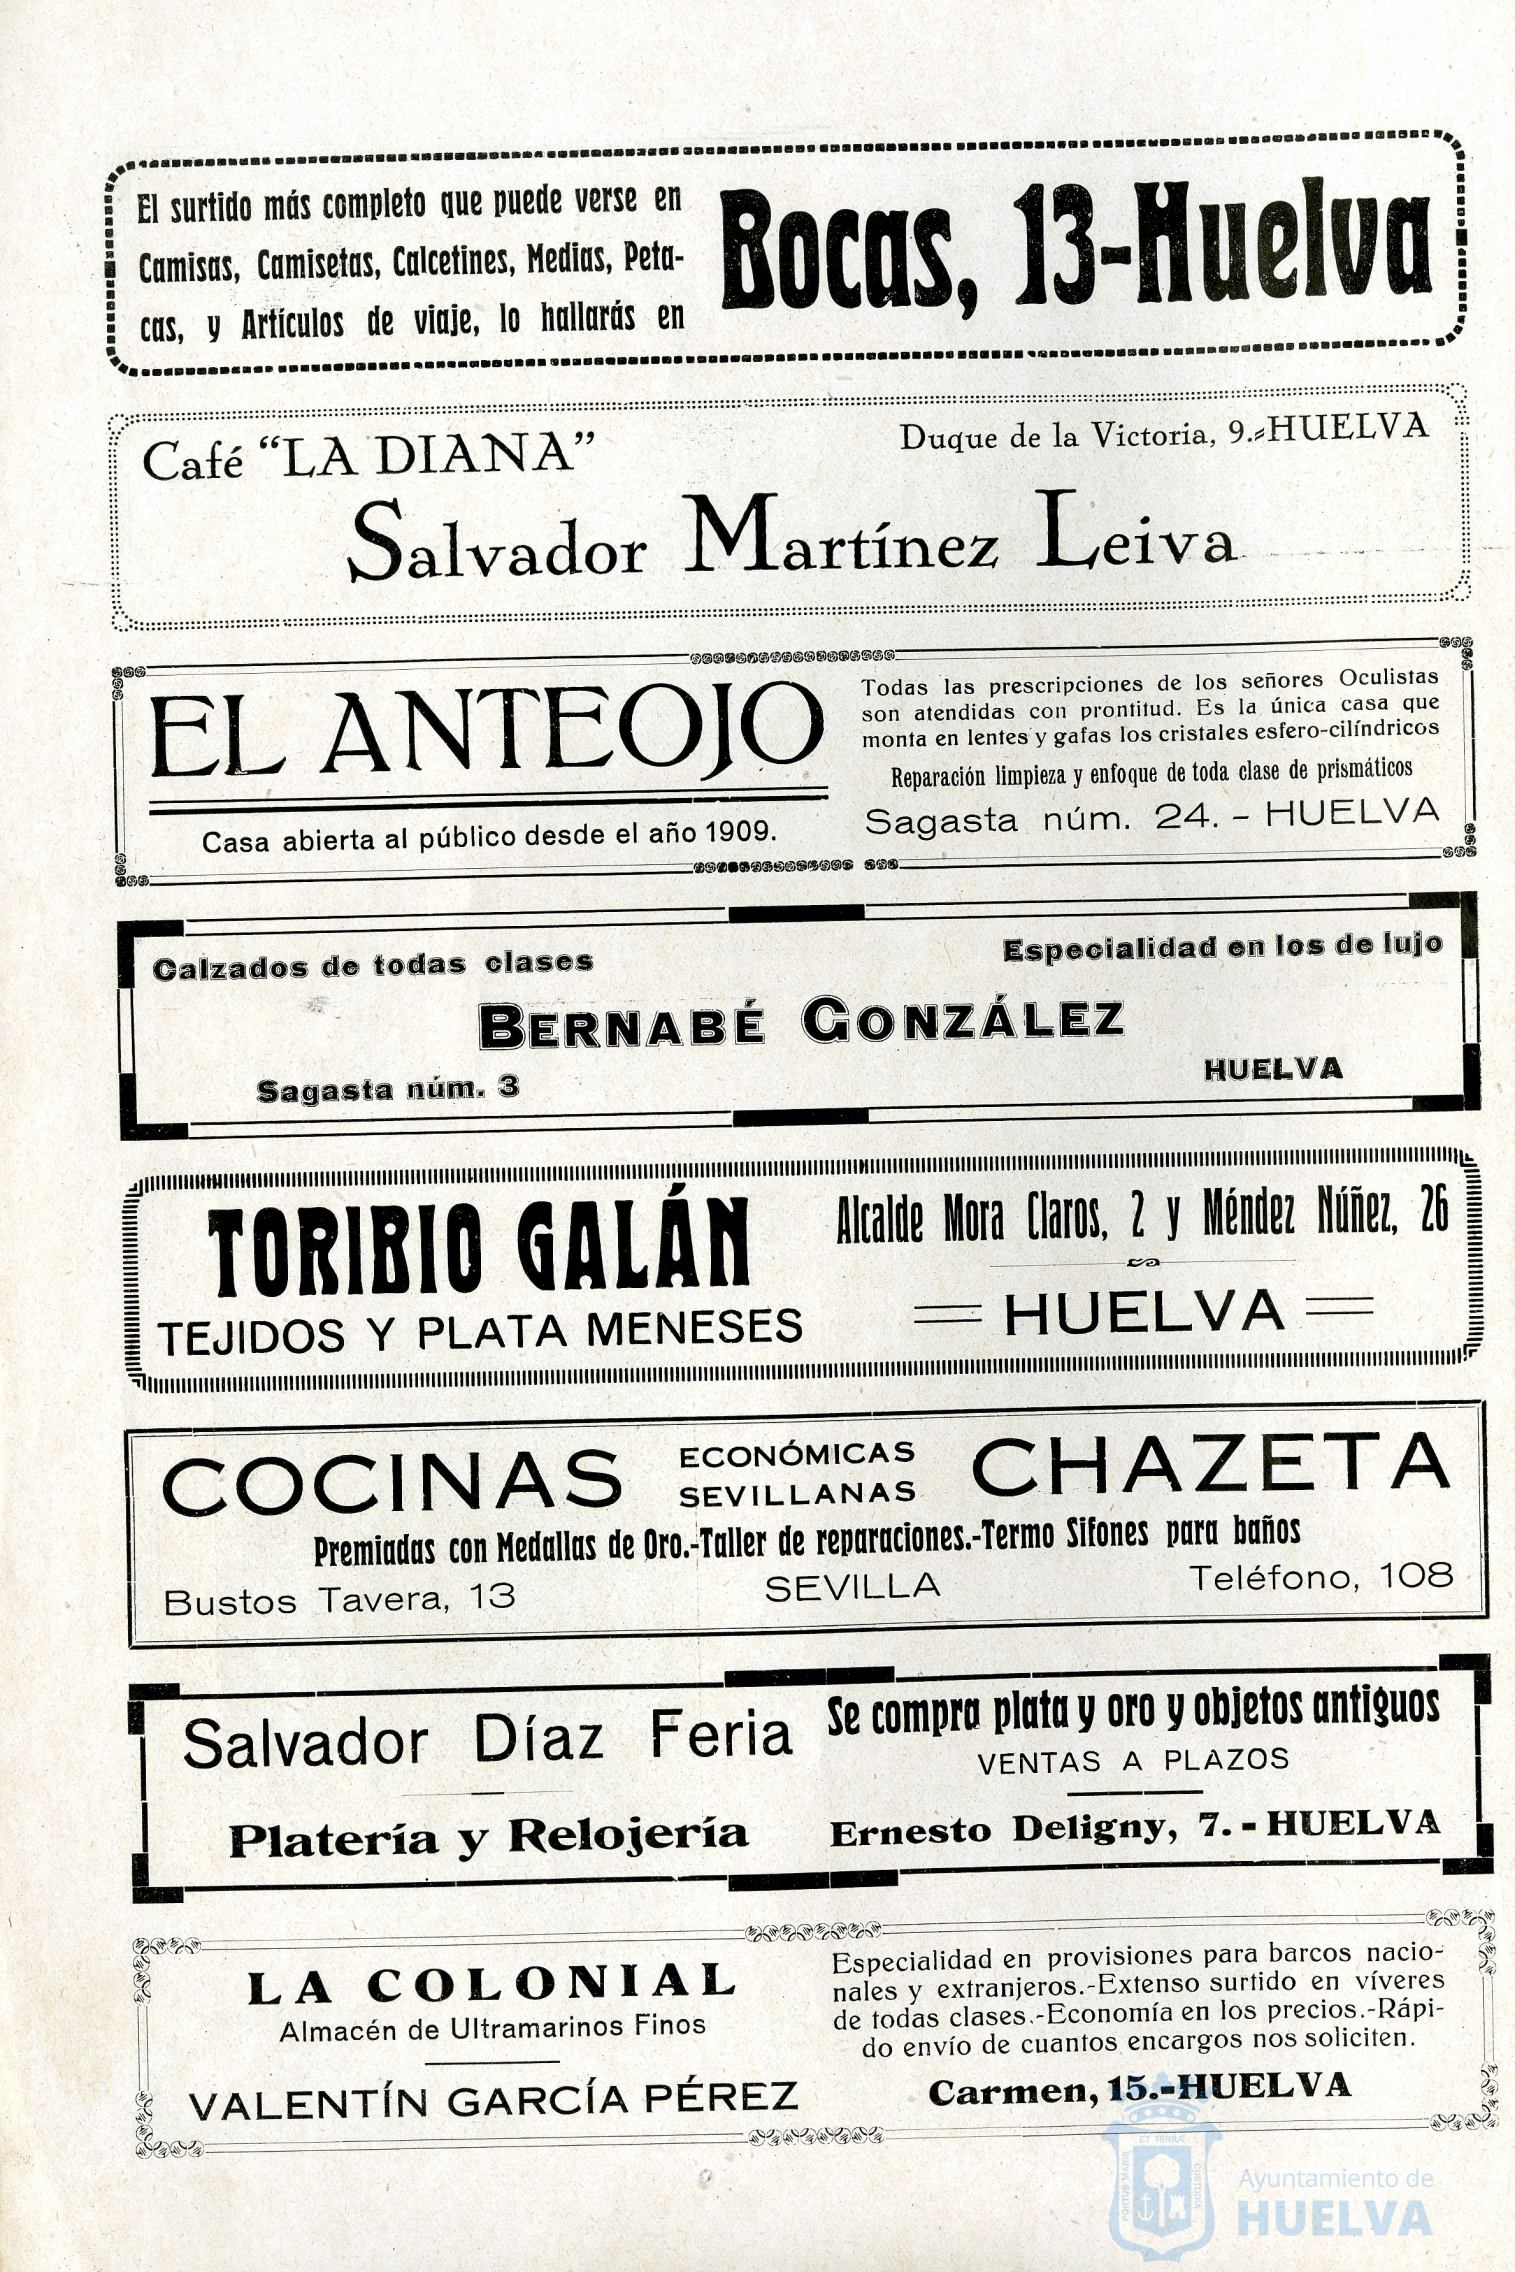 El surtido más completo que puede verse en
Camisas, Camisetas, Calcetines, Medias, Peta-
cas, y Artículos de viaje, lo hallarás en
Bocas, 13-Huelva
Café “LA DIANA”
Duque de la Victoria, 9.-HUELVA
Salvador Martínez Leiva
EL ANTEOJO
Casa abierta al público desde el año 1909.
Todas las prescripciones de los señores Oculistas
son atendidas con prontitud. Es la única casa que
monta en lentes y gafas los cristales esfero-cilíndricos
Reparación limpieza y enfoque de toda clase de prismáticos
Sagasta núm. 24. - HUELVA
Calzados de todas clases
Especialidad en los de lujo
BERNABÉ GONZÁLEZ
Sagasta núm. 3
HUELVA
TORIBIO GALÁN
TEJIDOS Y PLATA MENESES
Alcalde Mora Claros, 2 y Méndez Núñez, 26
HUELVA
COCINAS ECONÓMICAS SEVILLANAS CHAZETA
Premiadas con Medallas de Oro.-Taller de reparaciones.-Termo Sifones para baños
Bustos Tavera, 13 SEVILLA Teléfono, 108
Salvador Díaz Feria
Platería y Relojería
Se compra plata y oro y objetos antiguos
VENTAS A PLAZOS
Ernesto Deligny, 7. - HUELVA
LA COLONIAL
Almacén de Ultramarinos Finos
VALENTÍN GARCÍA PÉREZ
Especialidad en provisiones para barcos nacio-
nales y extranjeros.-Extenso surtido en víveres
de todas clases.-Economía en los precios.-Rápi-
do envío de cuantos encargos nos soliciten.
Carmen, 15.-HUELVA
PORTUS MARIS
ET TERRÆ
CUSTODIA
Ayuntamiento de
HUELVA